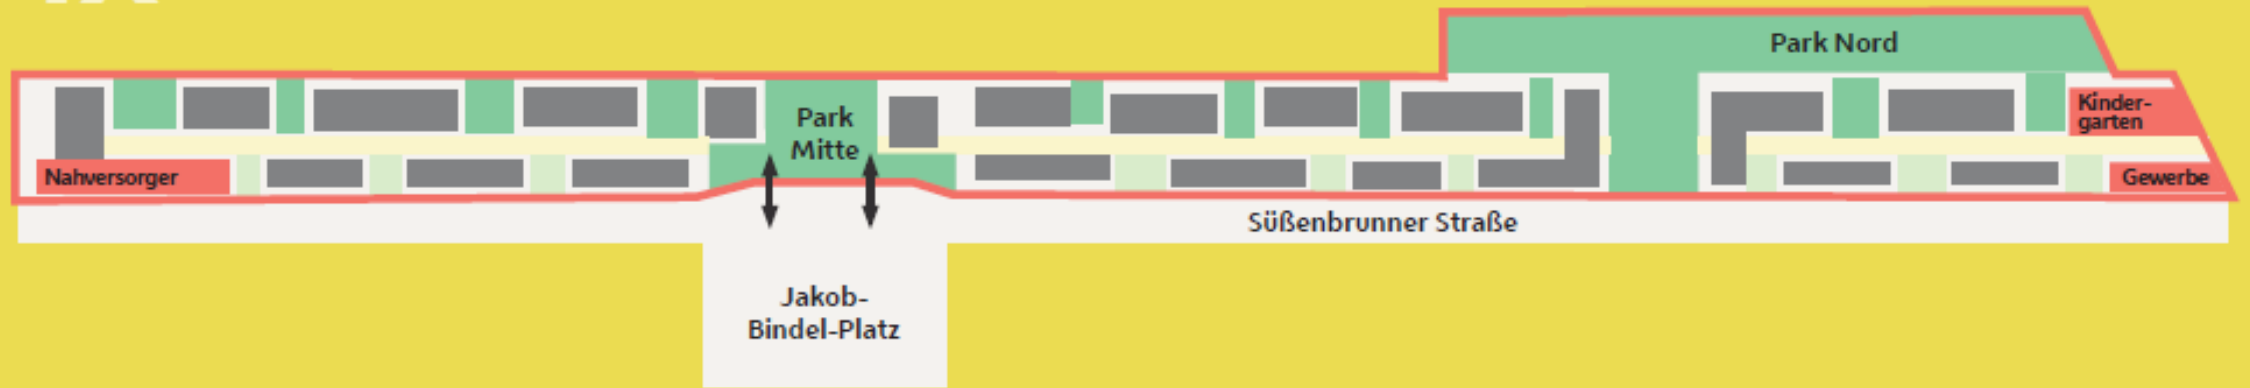 Park Nord
Kinder-
garten
Park
Mitte
Nahversorger
Gewerbe
Süßenbrunner Straße
Jakob-
Bindel-Platz